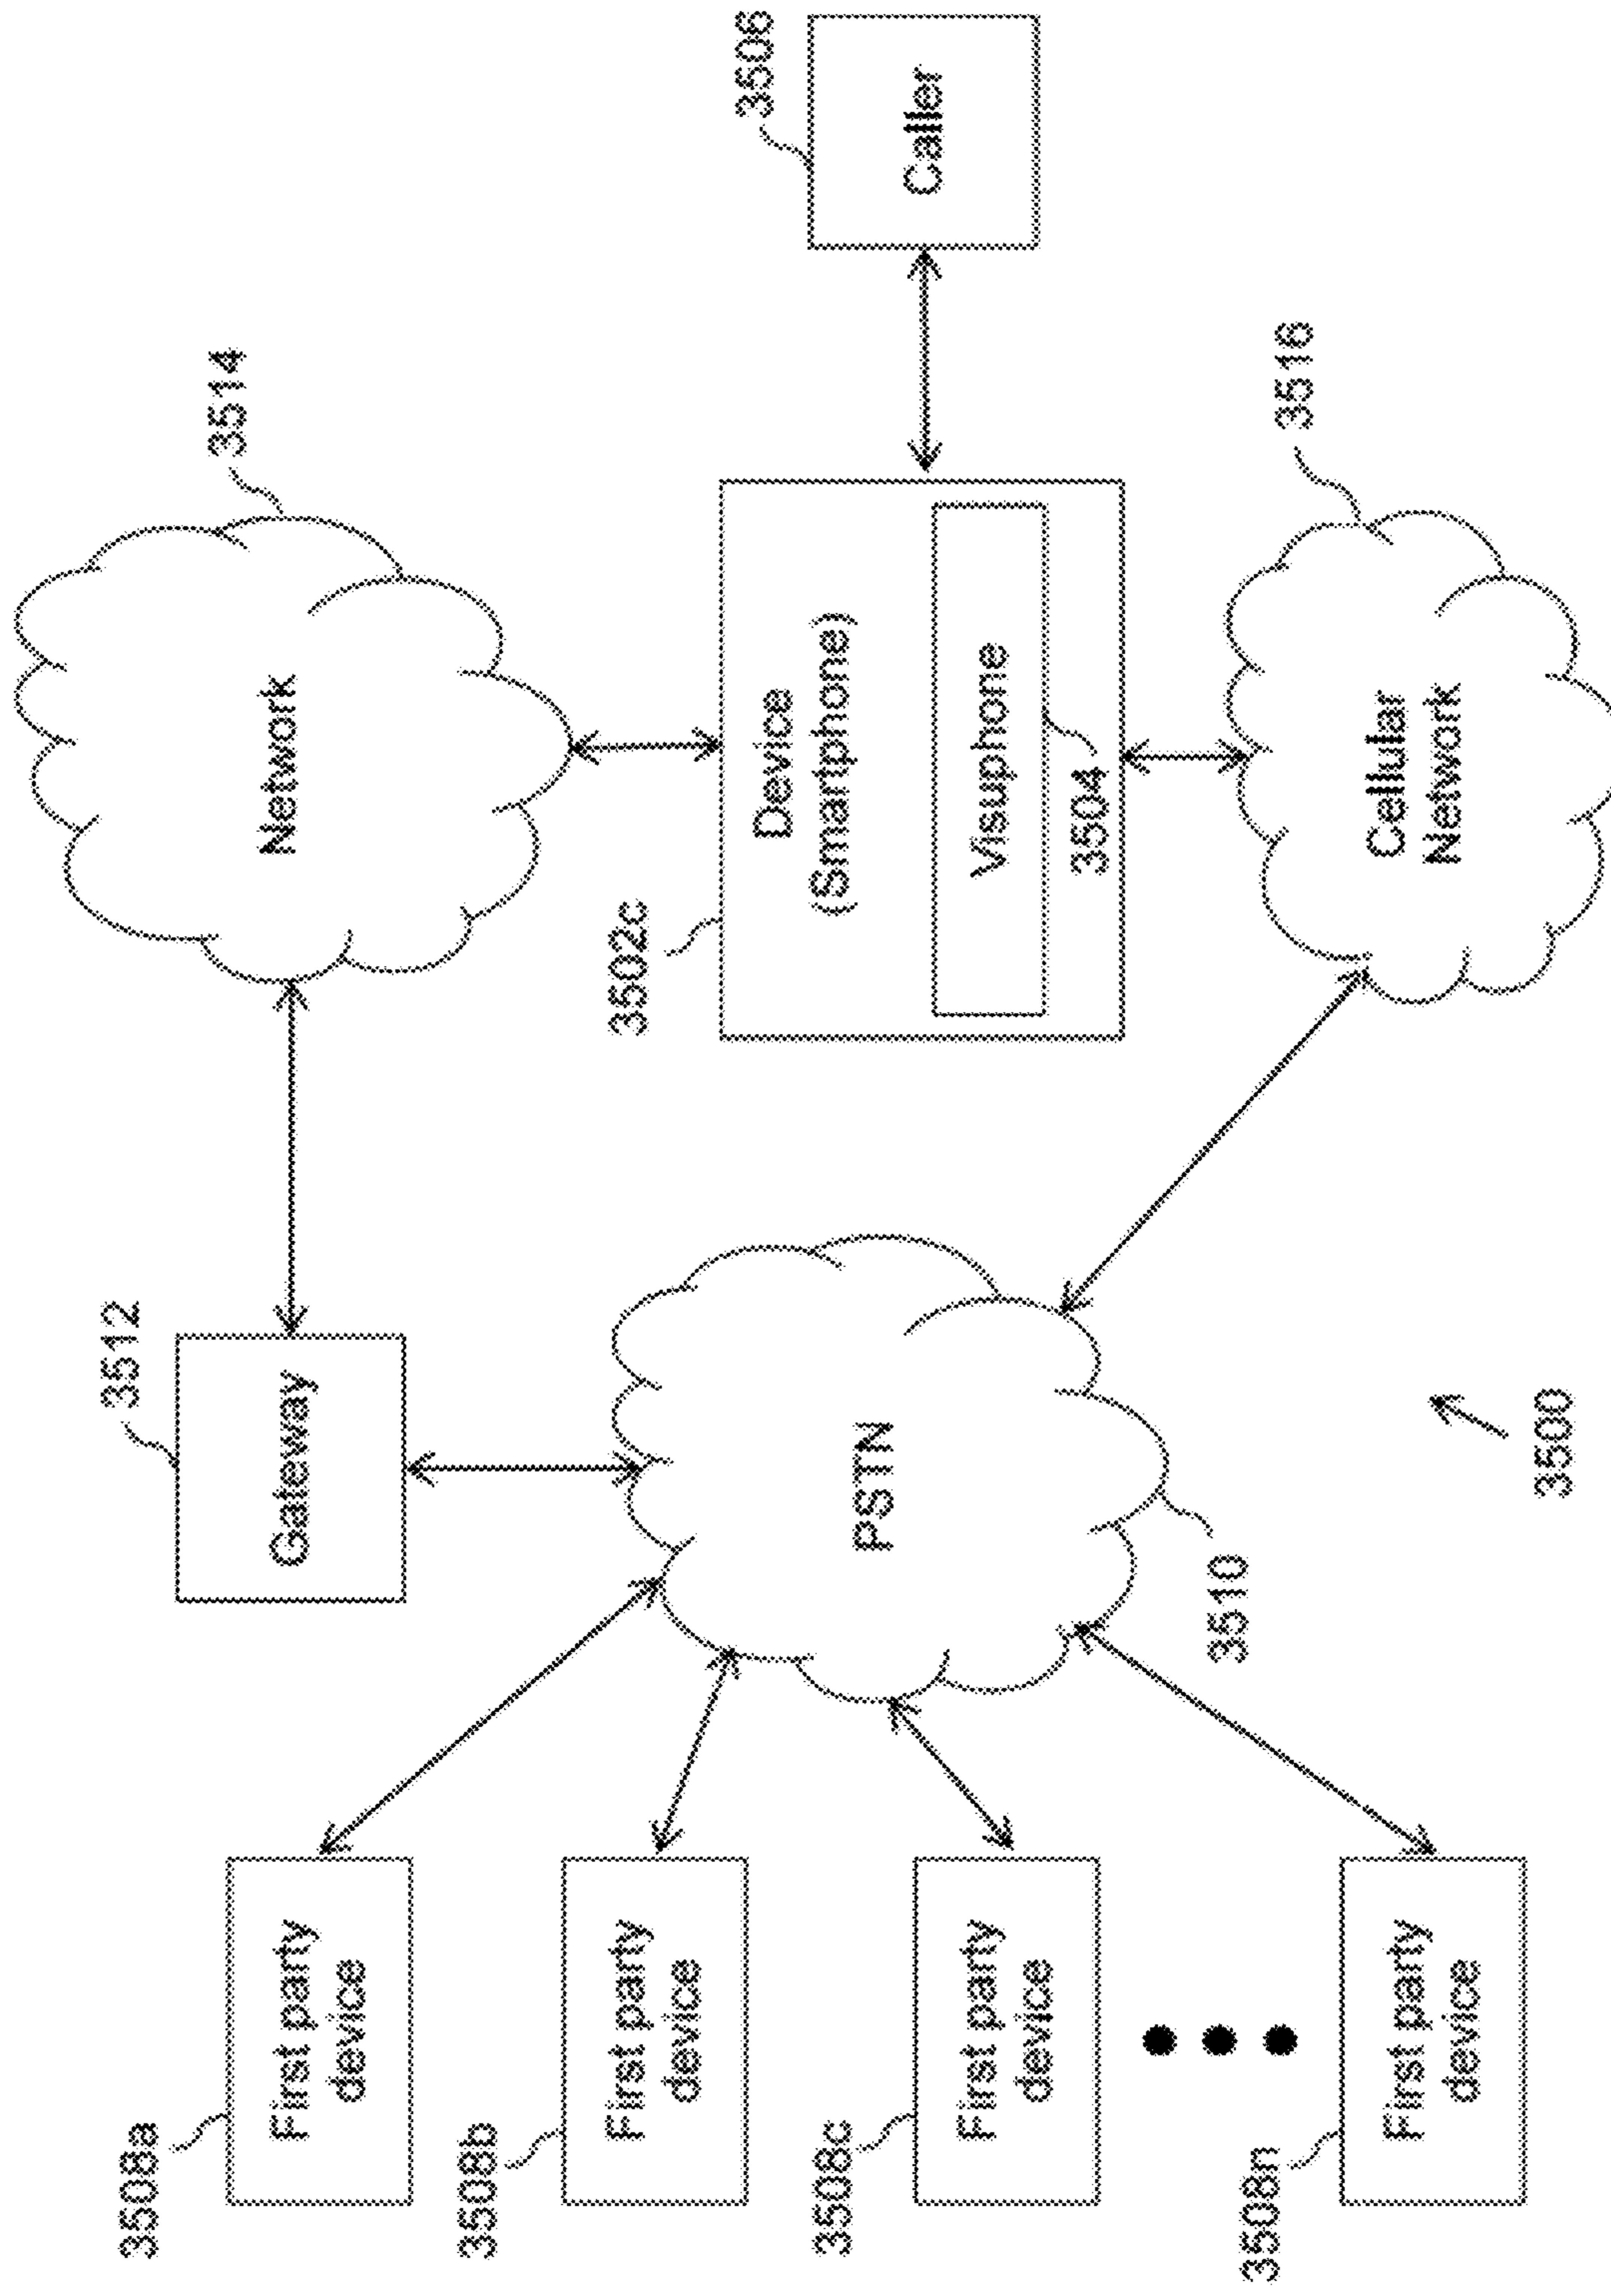 3508a
First party
device
3508b
First party
device
3508c
First party
device
3508n
First party
device
3512
Gateway
PSTN
3510
3500
3514
Network
3502c
Device
(Smartphone)
Visuphone
3504
3516
Cellular
Network
3506
Caller